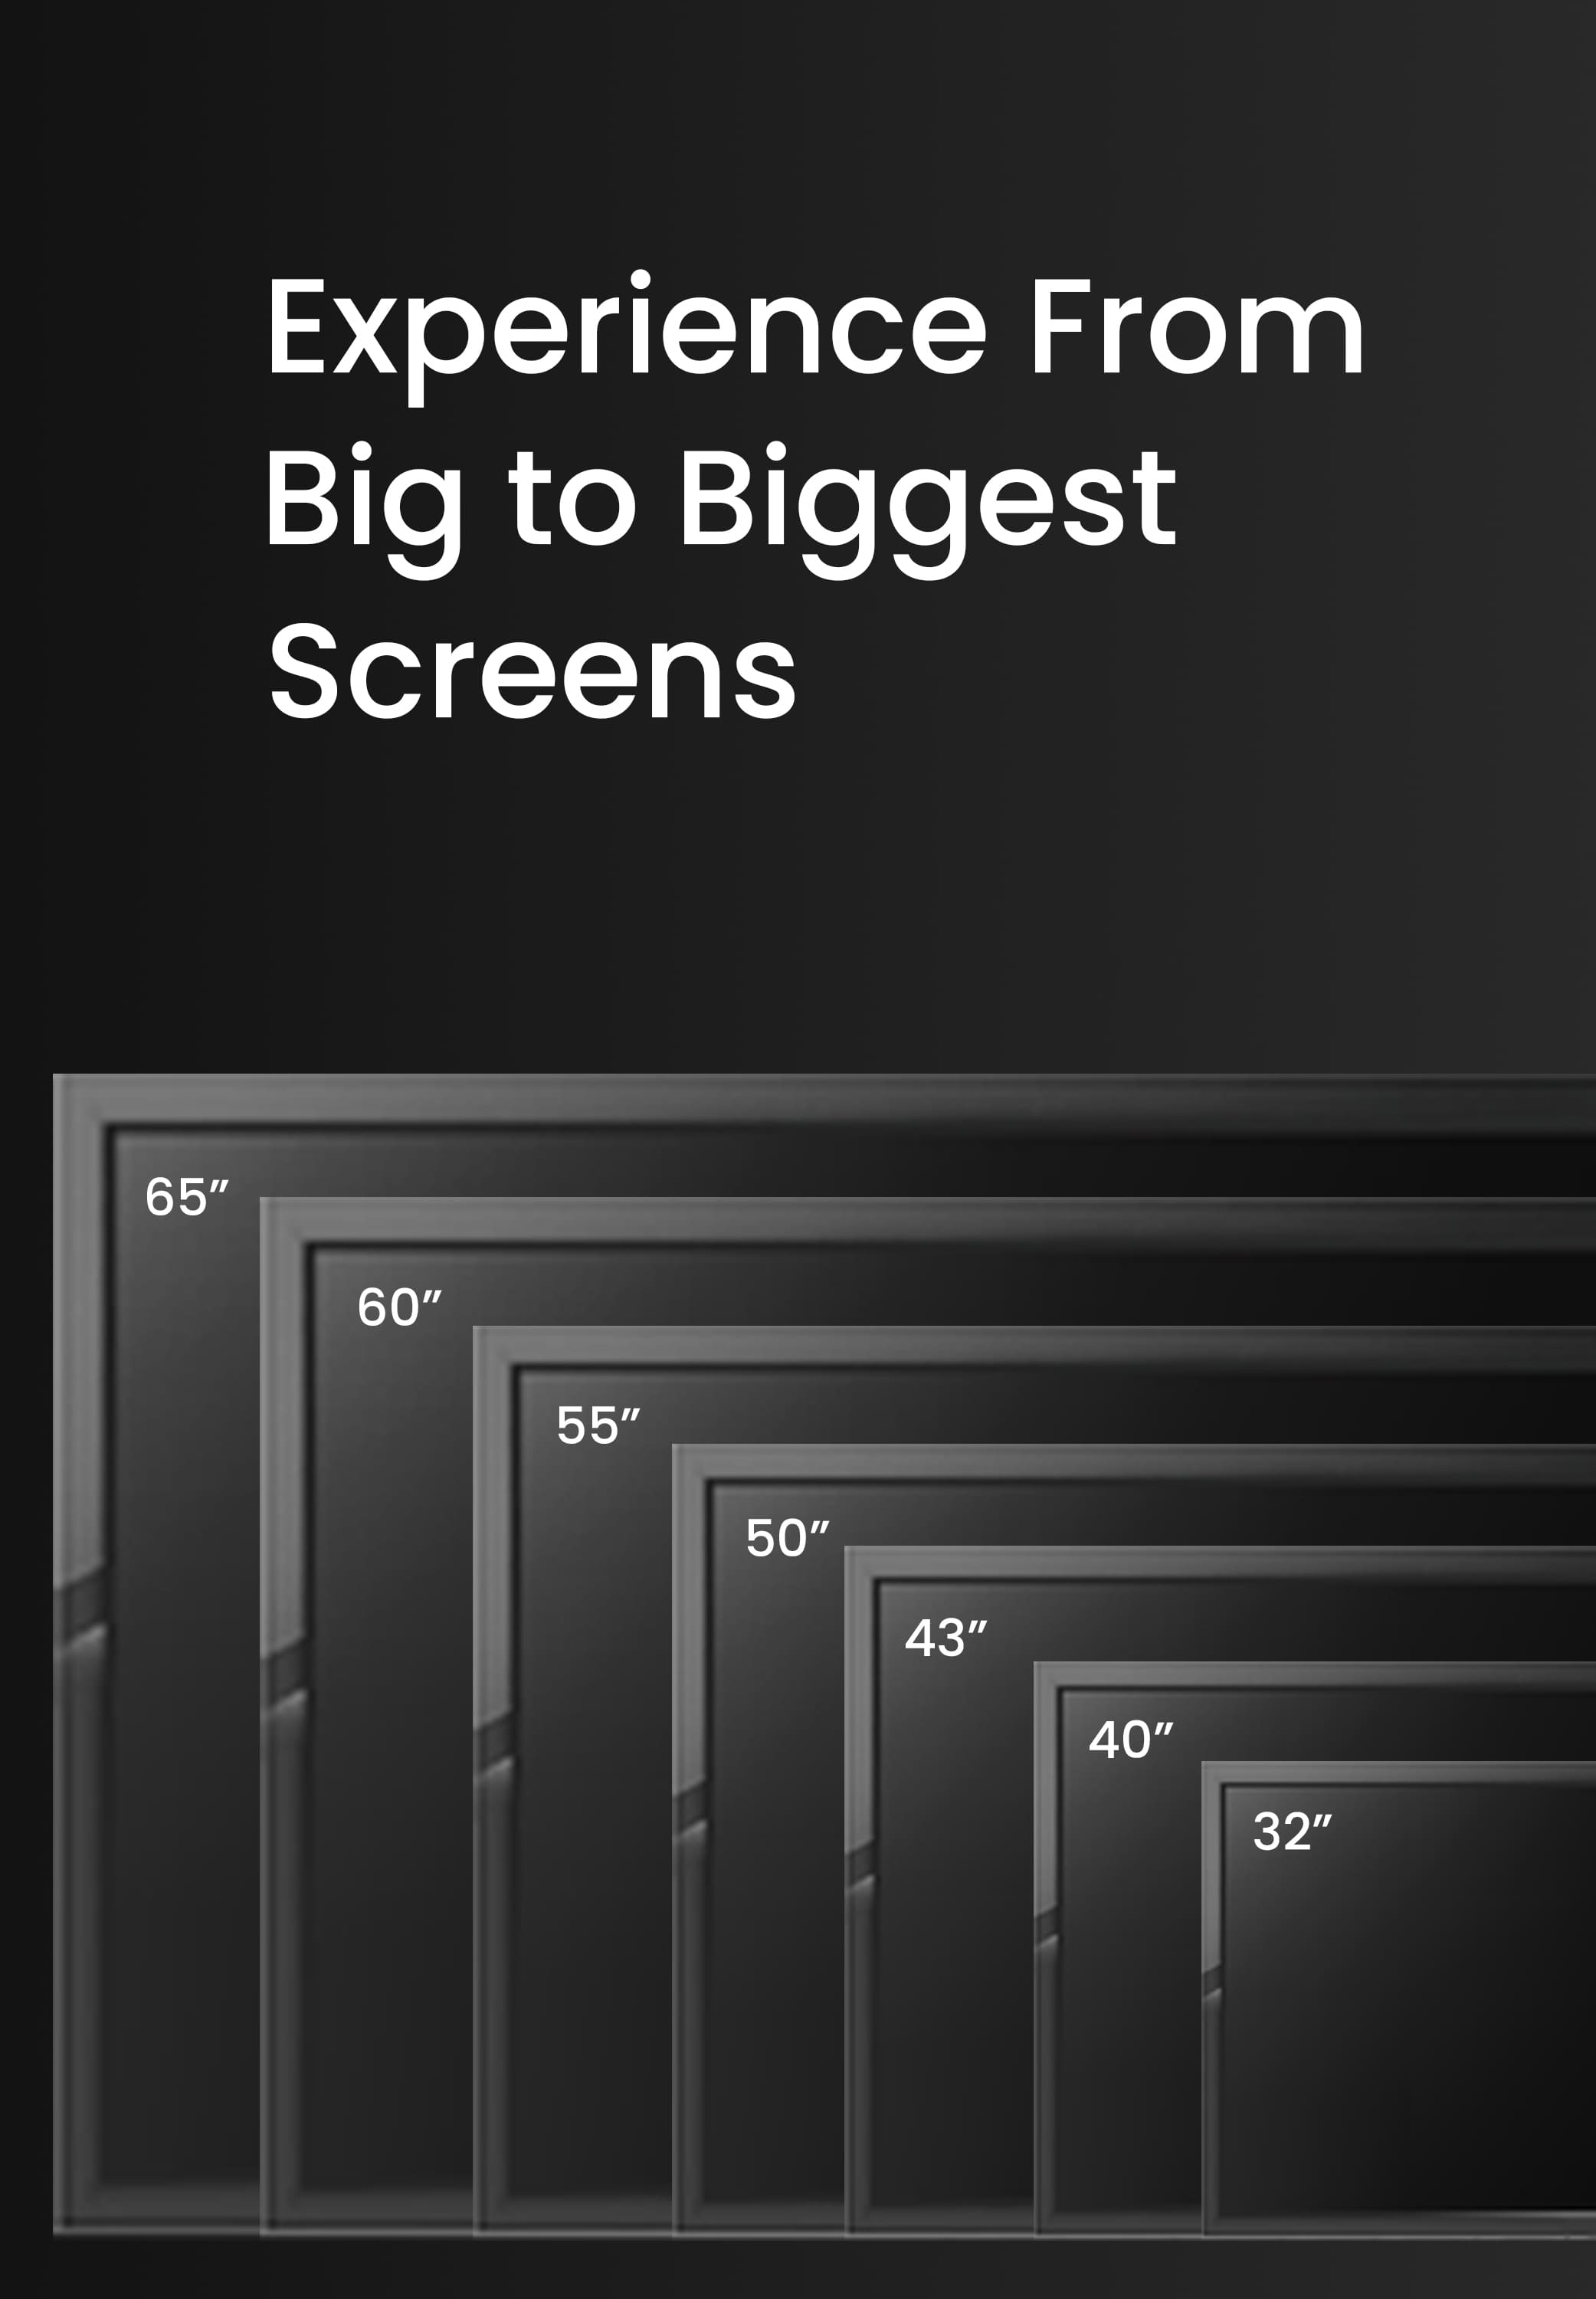 Experience From
Big to Biggest
Screens
65”
60”
55”
50”
43”
40”
32”